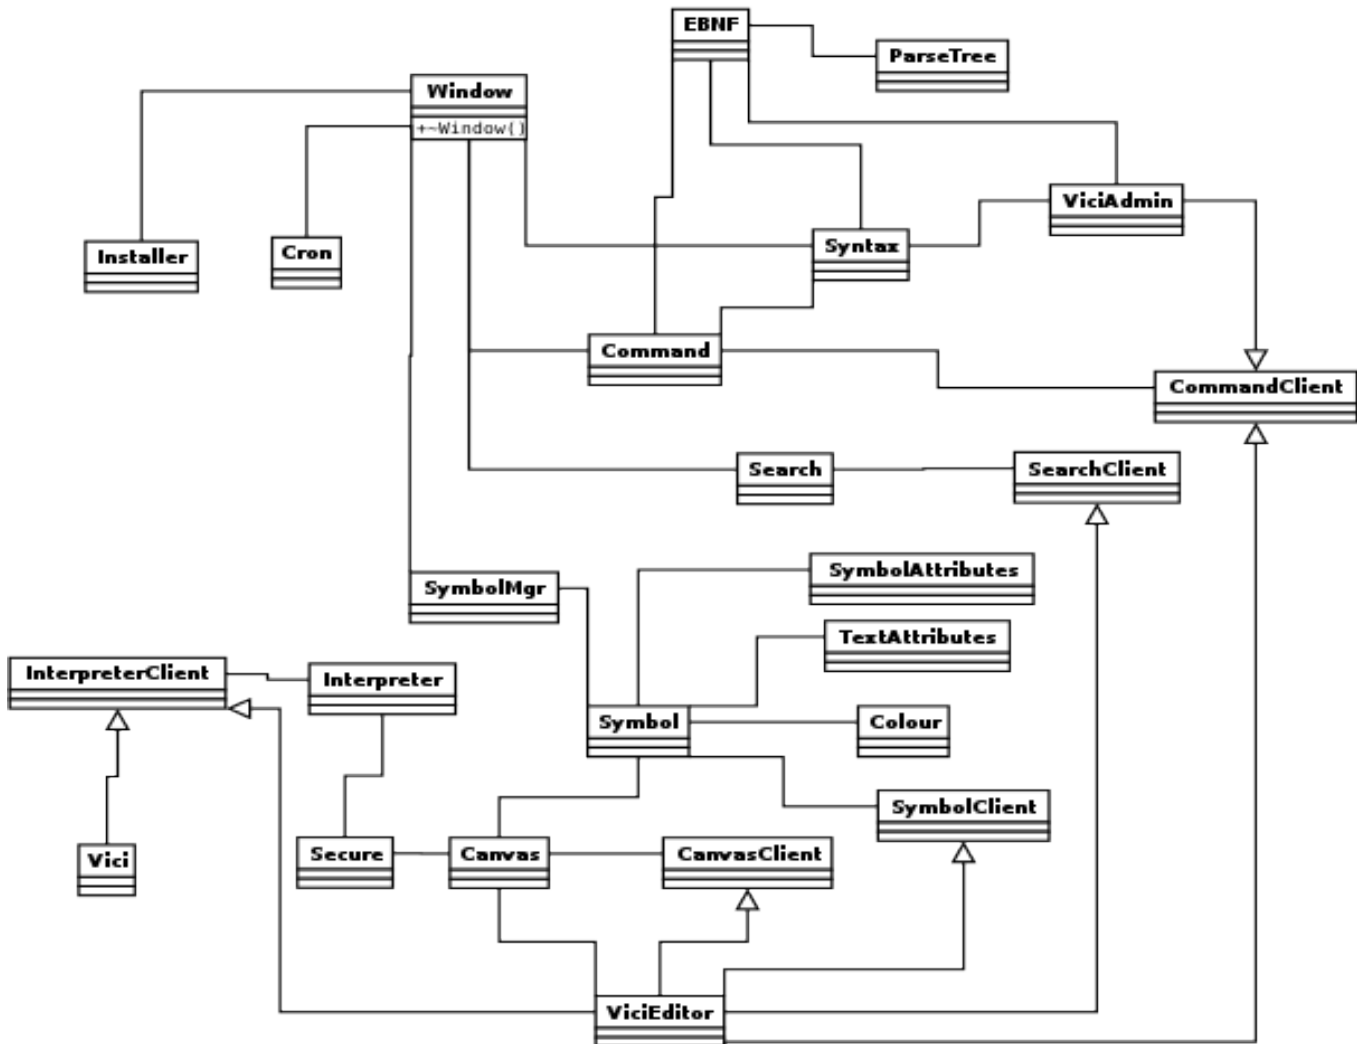 EBNF
ParseTree
Window
+~Window()
ViciAdmin
Installer
Cron
Syntax
Command
CommandClient
Search
SearchClient
SymbolAttributes
SymbolMgr
TextAttributes
InterpreterClient
Interpreter
Symbol
Colour
SymbolClient
Vici
Secure
Canvas
CanvasClient
ViciEditor